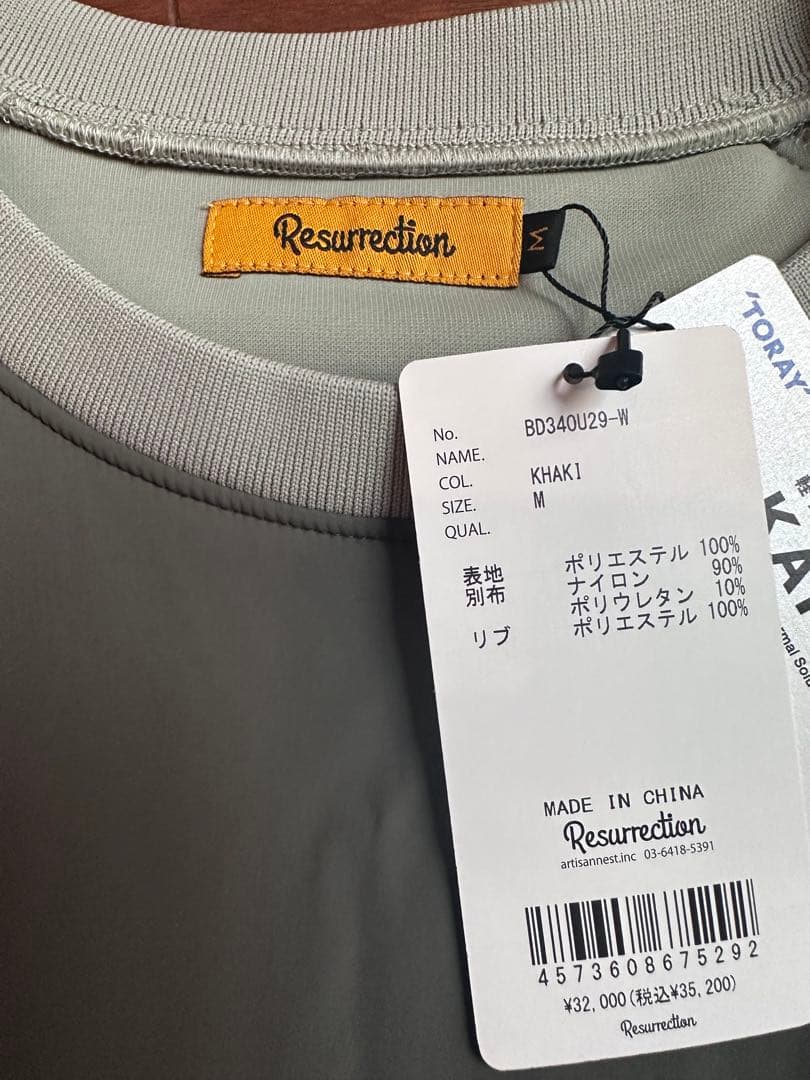 Resurrection
M
'TORAY'
No. BD340U29-W
NAME.
COL. KHAKI
SIZE. M
QUAL.
表地 ポリエステル 100%
別布 ナイロン 90%
ポリウレタン 10%
リブ ポリエステル 100%
MADE IN CHINA
Resurrection
artisannest.inc 03-6418-5391
4573608675292
¥32,000(税込¥35,200)
Resurrection